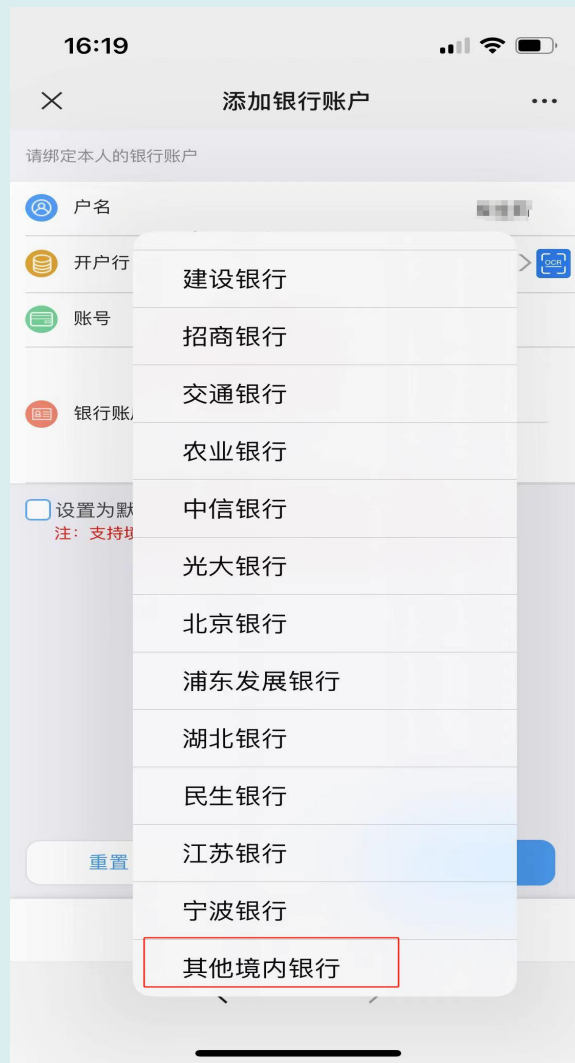 16:19
添加银行账户
请绑定本人的银行账户
户名
开户行
OCR
账号
银行账
设置为默
注：支持
建设银行
招商银行
交通银行
农业银行
中信银行
光大银行
北京银行
浦东发展银行
湖北银行
民生银行
江苏银行
宁波银行
其他境内银行
重置